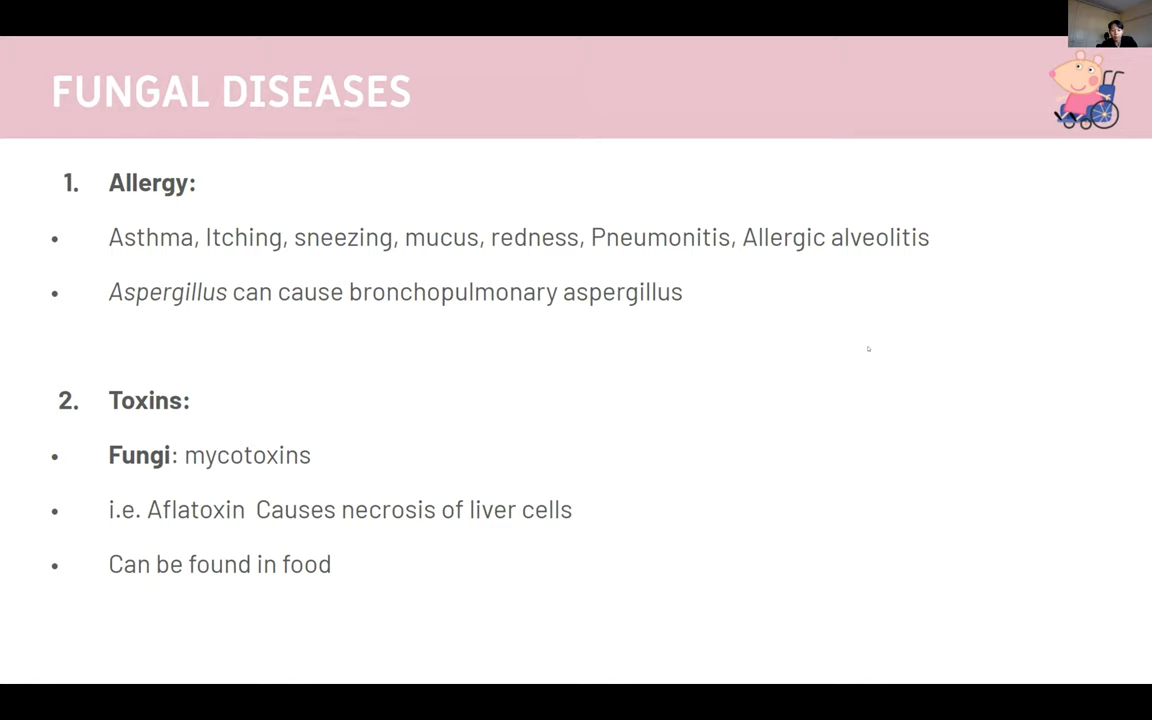 FUNGAL DISEASES
1. Allergy:
• Asthma, Itching, sneezing, mucus, redness, Pneumonitis, Allergic alveolitis
• Aspergillus can cause bronchopulmonary aspergillus
2. Toxins:
• Fungi: mycotoxins
• i.e. Aflatoxin  Causes necrosis of liver cells
• Can be found in food